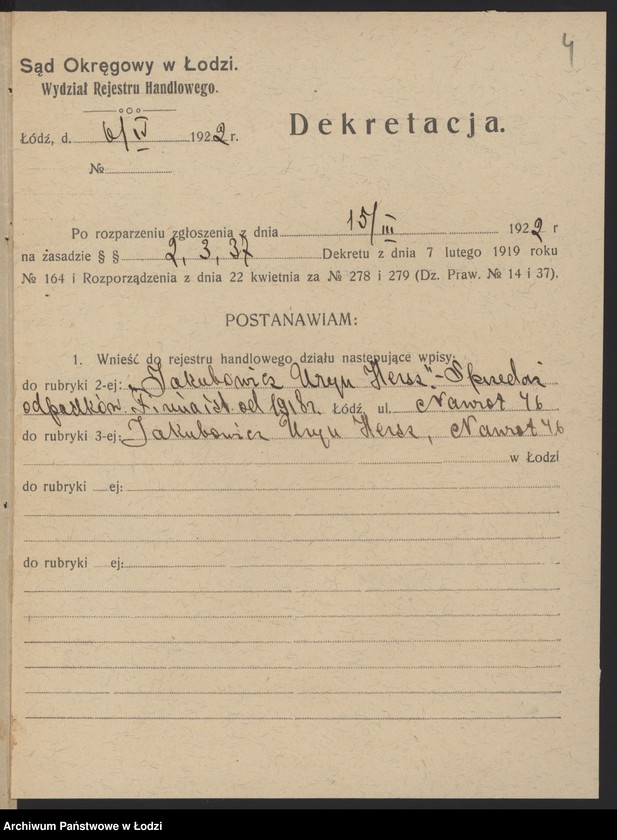 4
Sąd Okręgowy w Łodzi.
Wydział Rejestru Handlowego.
Dekretacja.
Łódź, d. 6/IV 1922 r.
№
Po rozparzeniu zgłoszenia z dnia 15/III 1922 r
na zasadzie § § 2, 3, 37 Dekretu z dnia 7 lutego 1919 roku
№ 164 i Rozporządzenia z dnia 22 kwietnia za № 278 i 279 (Dz. Praw. № 14 i 37).
POSTANAWIAM:
1. Wnieść do rejestru handlowego działu następujące wpisy:
do rubryki 2-ej: „Jakubowicz Uryn Hersz" - Sprzedaż
odpadków. Firma ist. od 1918 r. Łódź, ul. Nawrot 46
do rubryki 3-ej: Jakubowicz Uryn Hersz, Nawrot 46
w Łodzi
do rubryki ej:
do rubryki ej:
Archiwum Państwowe w Łodzi